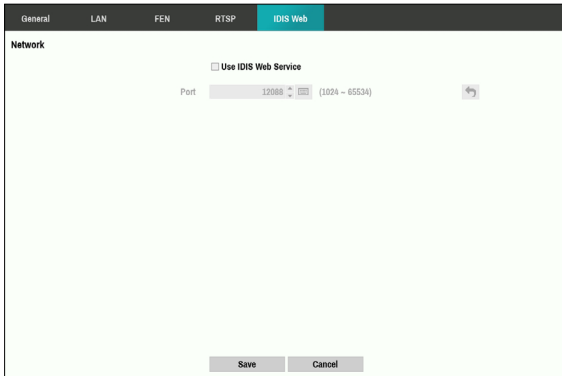 General LAN FEN RTSP IDIS Web
Network
Use IDIS Web Service
Port 12088 (1024 ~ 65534)
Save Cancel